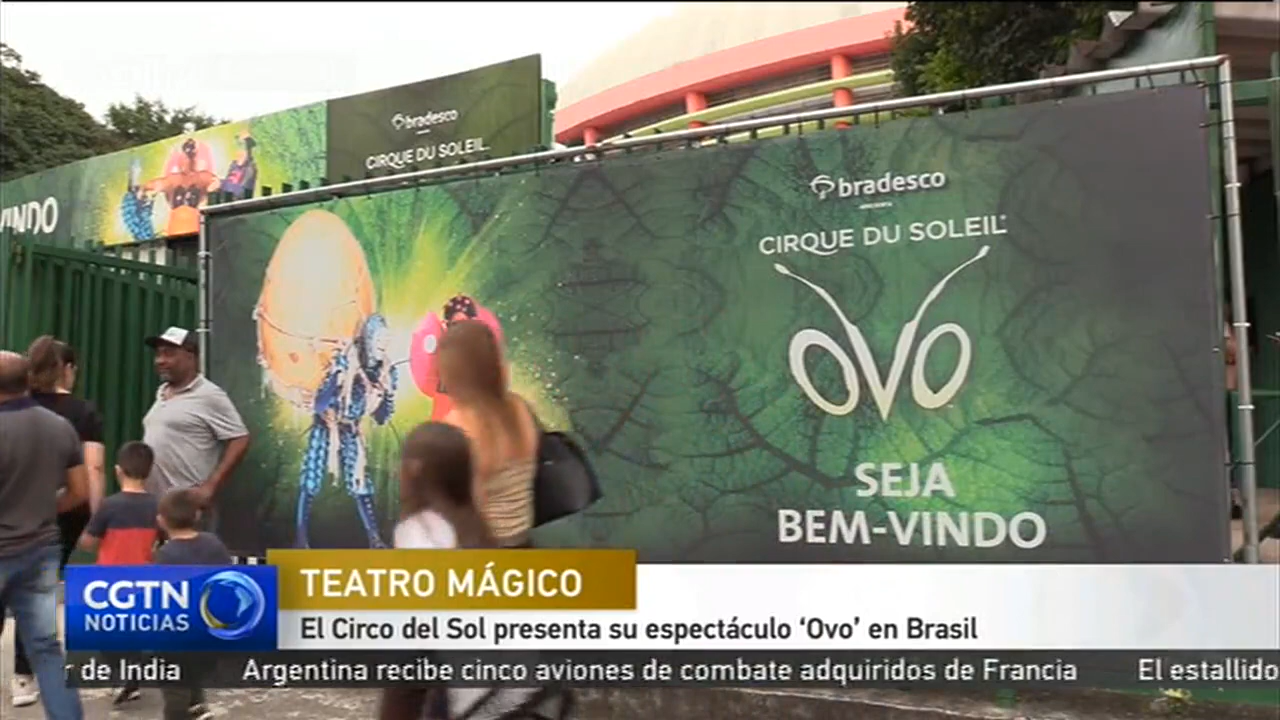 bradesco
CIRQUE DU SOLEIL
VINDO
bradesco
CIRQUE DU SOLEIL
OVO
SEJA
BEM-VINDO
CGTN
NOTICIAS
TEATRO MÁGICO
El Circo del Sol presenta su espectáculo ‘Ovo’ en Brasil
r de India Argentina recibe cinco aviones de combate adquiridos de Francia El estallido